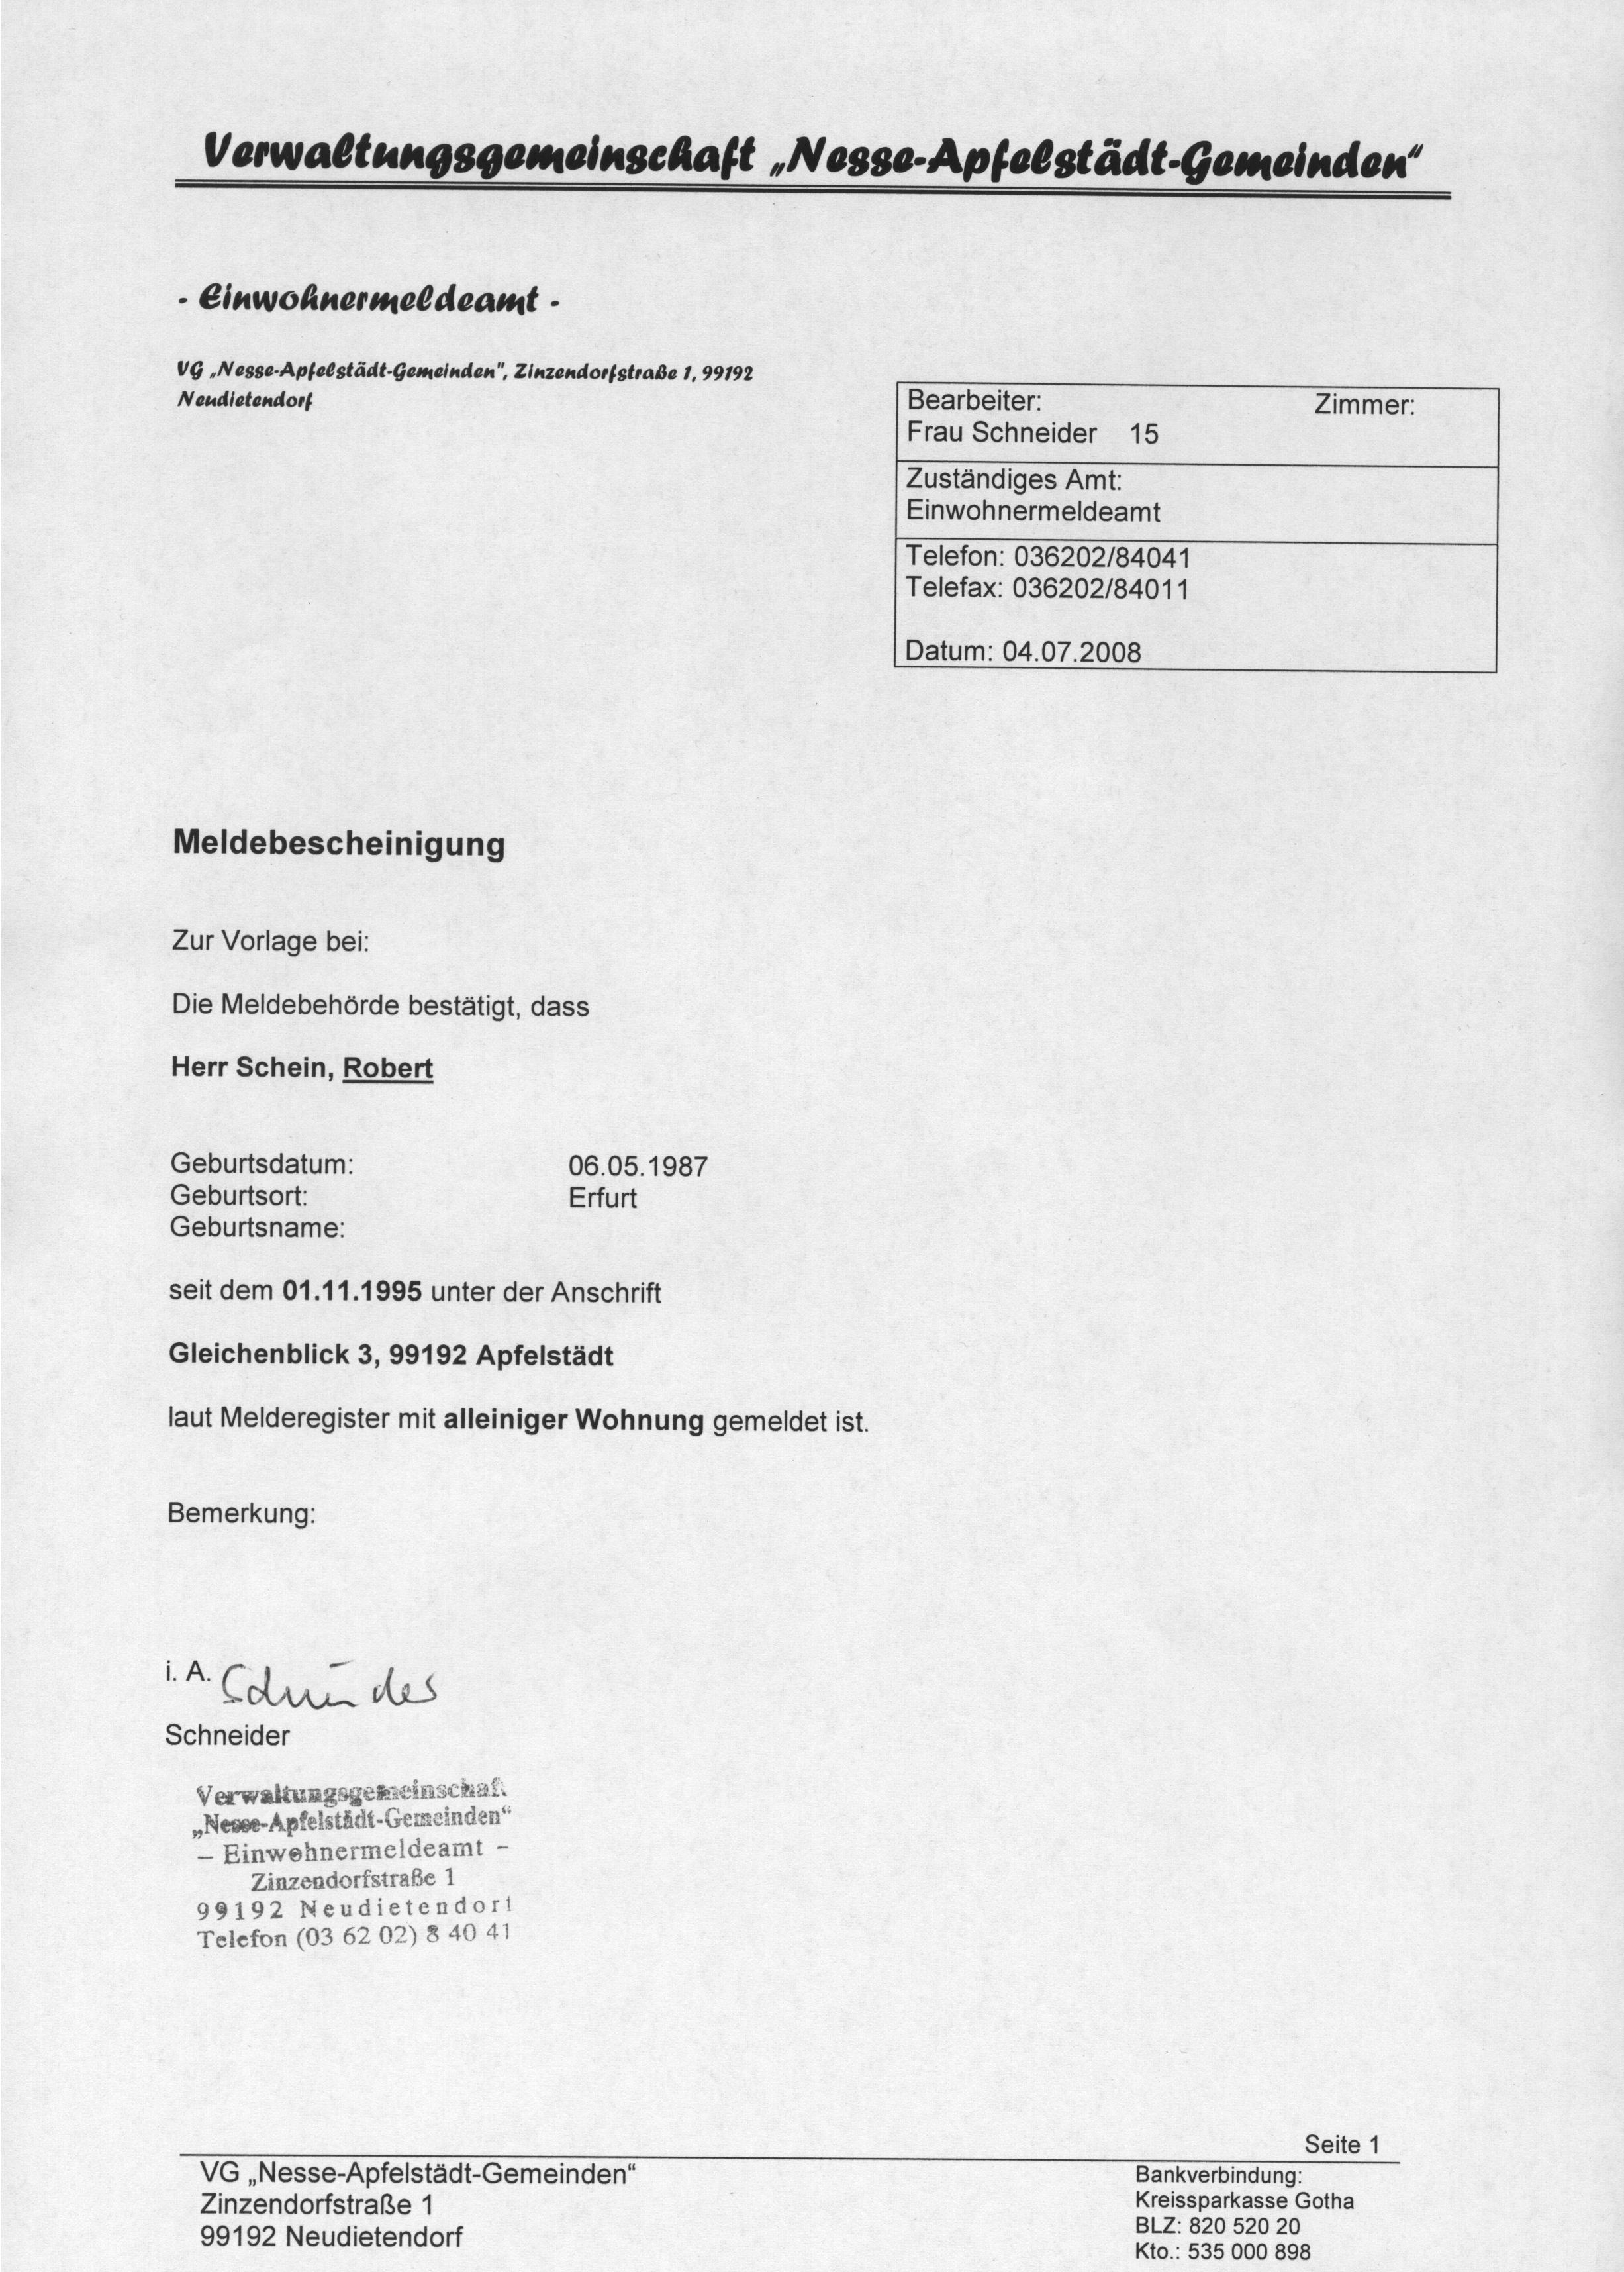 Verwaltungsgemeinschaft „Nesse-Apfelstädt-Gemeinden“
- Einwohnermeldeamt -
VG „Nesse-Apfelstädt-Gemeinden", Zinzendorfstraße 1, 99192
Neudietendorf
Bearbeiter: Zimmer:
Frau Schneider 15
Zuständiges Amt:
Einwohnermeldeamt
Telefon: 036202/84041
Telefax: 036202/84011
Datum: 04.07.2008
Meldebescheinigung
Zur Vorlage bei:
Die Meldebehörde bestätigt, dass
Herr Schein, Robert
Geburtsdatum: 06.05.1987
Geburtsort: Erfurt
Geburtsname:
seit dem 01.11.1995 unter der Anschrift
Gleichenblick 3, 99192 Apfelstädt
laut Melderegister mit alleiniger Wohnung gemeldet ist.
Bemerkung:
i. A. Schneider
Schneider
Verwaltungsgemeinschaft
„Nesse-Apfelstädt-Gemeinden“
– Einwohnermeldeamt –
Zinzendorfstraße 1
99192 Neudietendorf
Telefon (03 62 02) 8 40 41
Seite 1
VG „Nesse-Apfelstädt-Gemeinden“
Zinzendorfstraße 1
99192 Neudietendorf
Bankverbindung:
Kreissparkasse Gotha
BLZ: 820 520 20
Kto.: 535 000 898